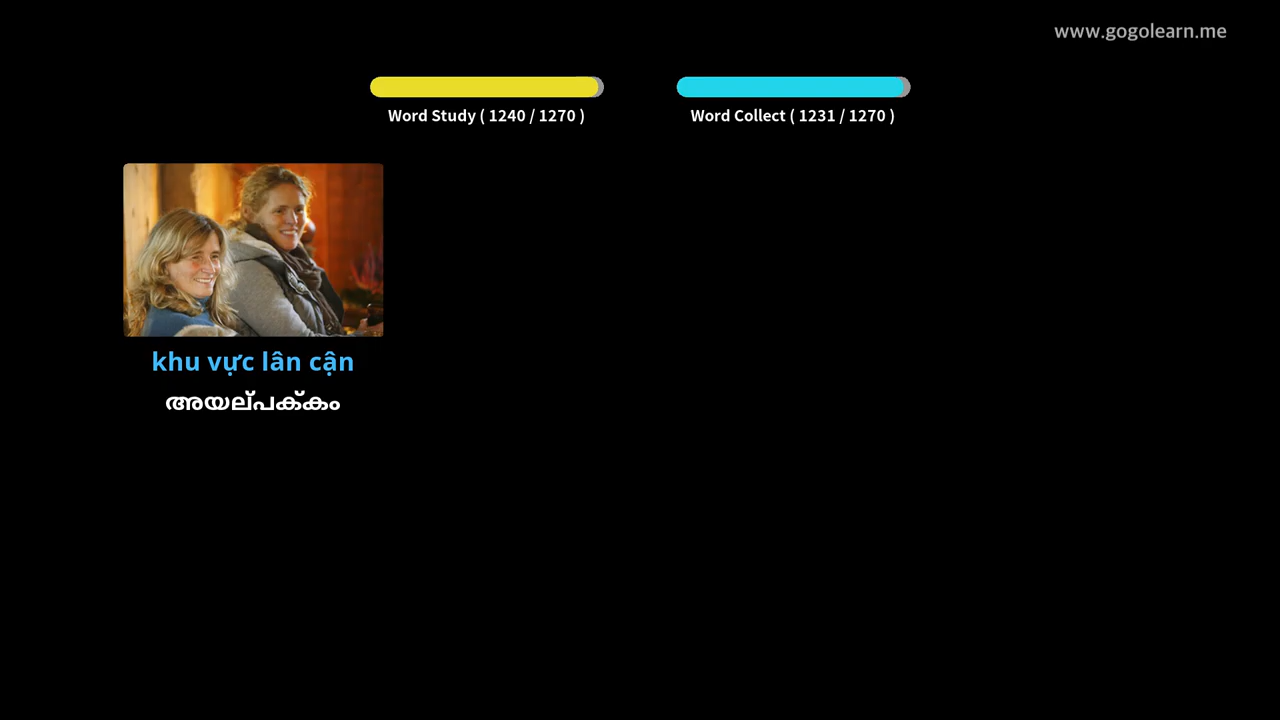 www.gogolearn.me
Word Study ( 1240 / 1270 )
Word Collect ( 1231 / 1270 )
khu vực lân cận
അയല്പക്കം